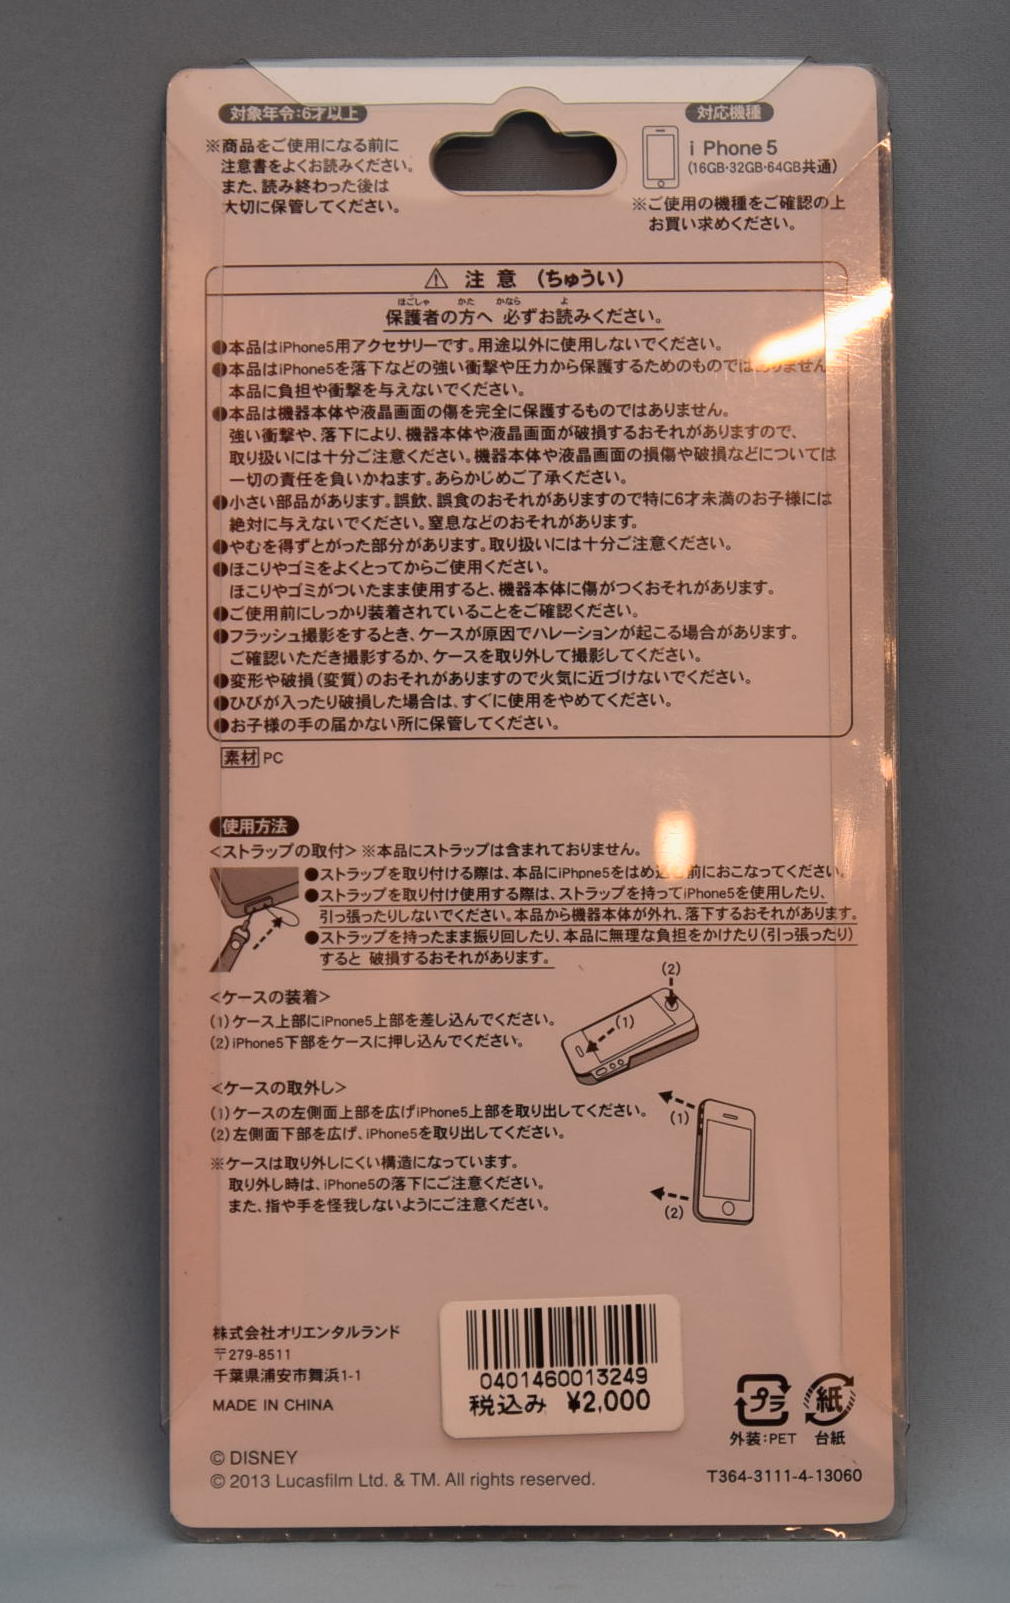 対象年令:6才以上
※商品をご使用になる前に
注意書をよくお読みください。
また、読み終わった後は
大切に保管してください。
対応機種
i Phone 5
(16GB・32GB・64GB共通)
※ご使用の機種をご確認の上
お買い求めください。
⚠ 注 意 (ちゅうい)
ほごしゃ かた かなら よ
保護者の方へ 必ずお読みください。
●本品はiPhone5用アクセサリーです。用途以外に使用しないでください。
●本品はiPhone5を落下などの強い衝撃や圧力から保護するためのものではありません。
本品に負担や衝撃を与えないでください。
●本品は機器本体や液晶画面の傷を完全に保護するものではありません。
強い衝撃や、落下により、機器本体や液晶画面が破損するおそれがありますので、
取り扱いには十分ご注意ください。機器本体や液晶画面の損傷や破損などについては
一切の責任を負いかねます。あらかじめご了承ください。
●小さい部品があります。誤飲、誤食のおそれがありますので特に6才未満のお子様には
絶対に与えないでください。窒息などのおそれがあります。
●やむを得ずとがった部分があります。取り扱いには十分ご注意ください。
●ほこりやゴミをよくとってからご使用ください。
ほこりやゴミがついたまま使用すると、機器本体に傷がつくおそれがあります。
●ご使用前にしっかり装着されていることをご確認ください。
●フラッシュ撮影をするとき、ケースが原因でハレーションが起こる場合があります。
ご確認いただき撮影するか、ケースを取り外して撮影してください。
●変形や破損(変質)のおそれがありますので火気に近づけないでください。
●ひびが入ったり破損した場合は、すぐに使用をやめてください。
●お子様の手の届かない所に保管してください。
素材 PC
使用方法
<ストラップの取付> ※本品にストラップは含まれておりません。
●ストラップを取り付ける際は、本品にiPhpne5をはめ込む前におこなってください。
●ストラップを取り付け使用する際は、ストラップを持ってiPhone5を使用したり、
引っ張ったりしないでください。本品から機器本体が外れ、落下するおそれがあります。
●ストラップを持ったまま振り回したり、本品に無理な負担をかけたり(引っ張ったり)
すると 破損するおそれがあります。
<ケースの装着>
(1)ケース上部にiPnone5上部を差し込んでください。
(2)iPhone5下部をケースに押し込んでください。
(2)
(1)
<ケースの取外し>
(1)ケースの左側面上部を広げiPhone5上部を取り出してください。
(2)左側面下部を広げ、iPhone5を取り出してください。
※ケースは取り外しにくい構造になっています。
取り外し時は、iPhone5の落下にご注意ください。
また、指や手を怪我しないようにご注意ください。
(1)
(2)
株式会社オリエンタルランド
〒279-8511
千葉県浦安市舞浜1-1
MADE IN CHINA
0401460013249
税込み ¥2,000
プラ 紙
外装:PET 台紙
© DISNEY
© 2013 Lucasfilm Ltd. & TM. All rights reserved.
T364-3111-4-13060